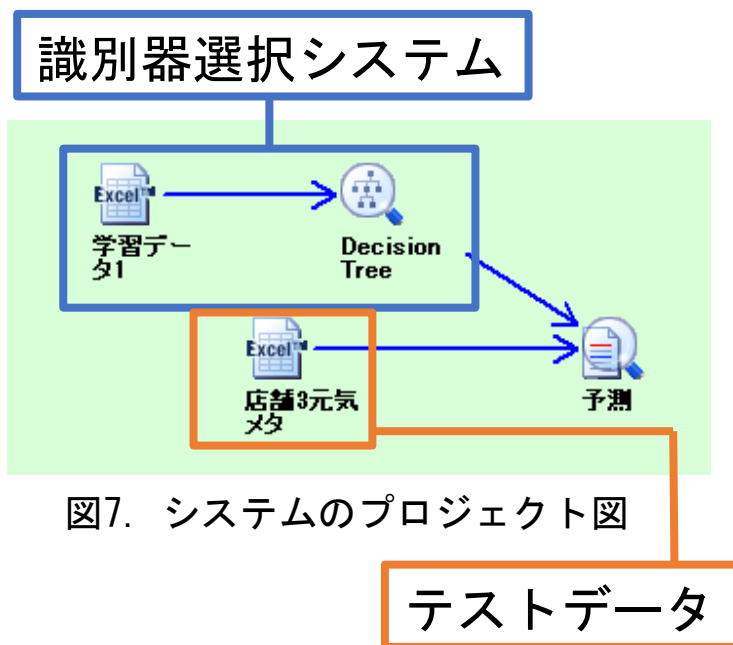 識別器選択システム
Excel™
学習デー
タ1
Decision
Tree
Excel™
店舗3元気
メタ
予測
図7. システムのプロジェクト図
テストデータ